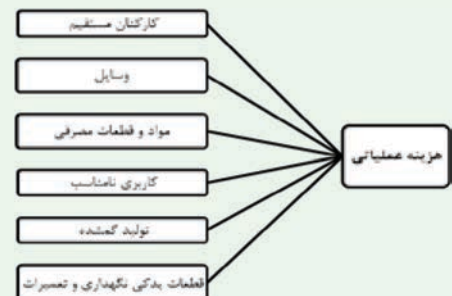 کارکنان مستقیم
وسایل
مواد و قطعات مصرفی
هزینه عملیاتی
کاربری نامناسب
تولید گمشده
قطعات یدکی نگهداری و تعمیرات